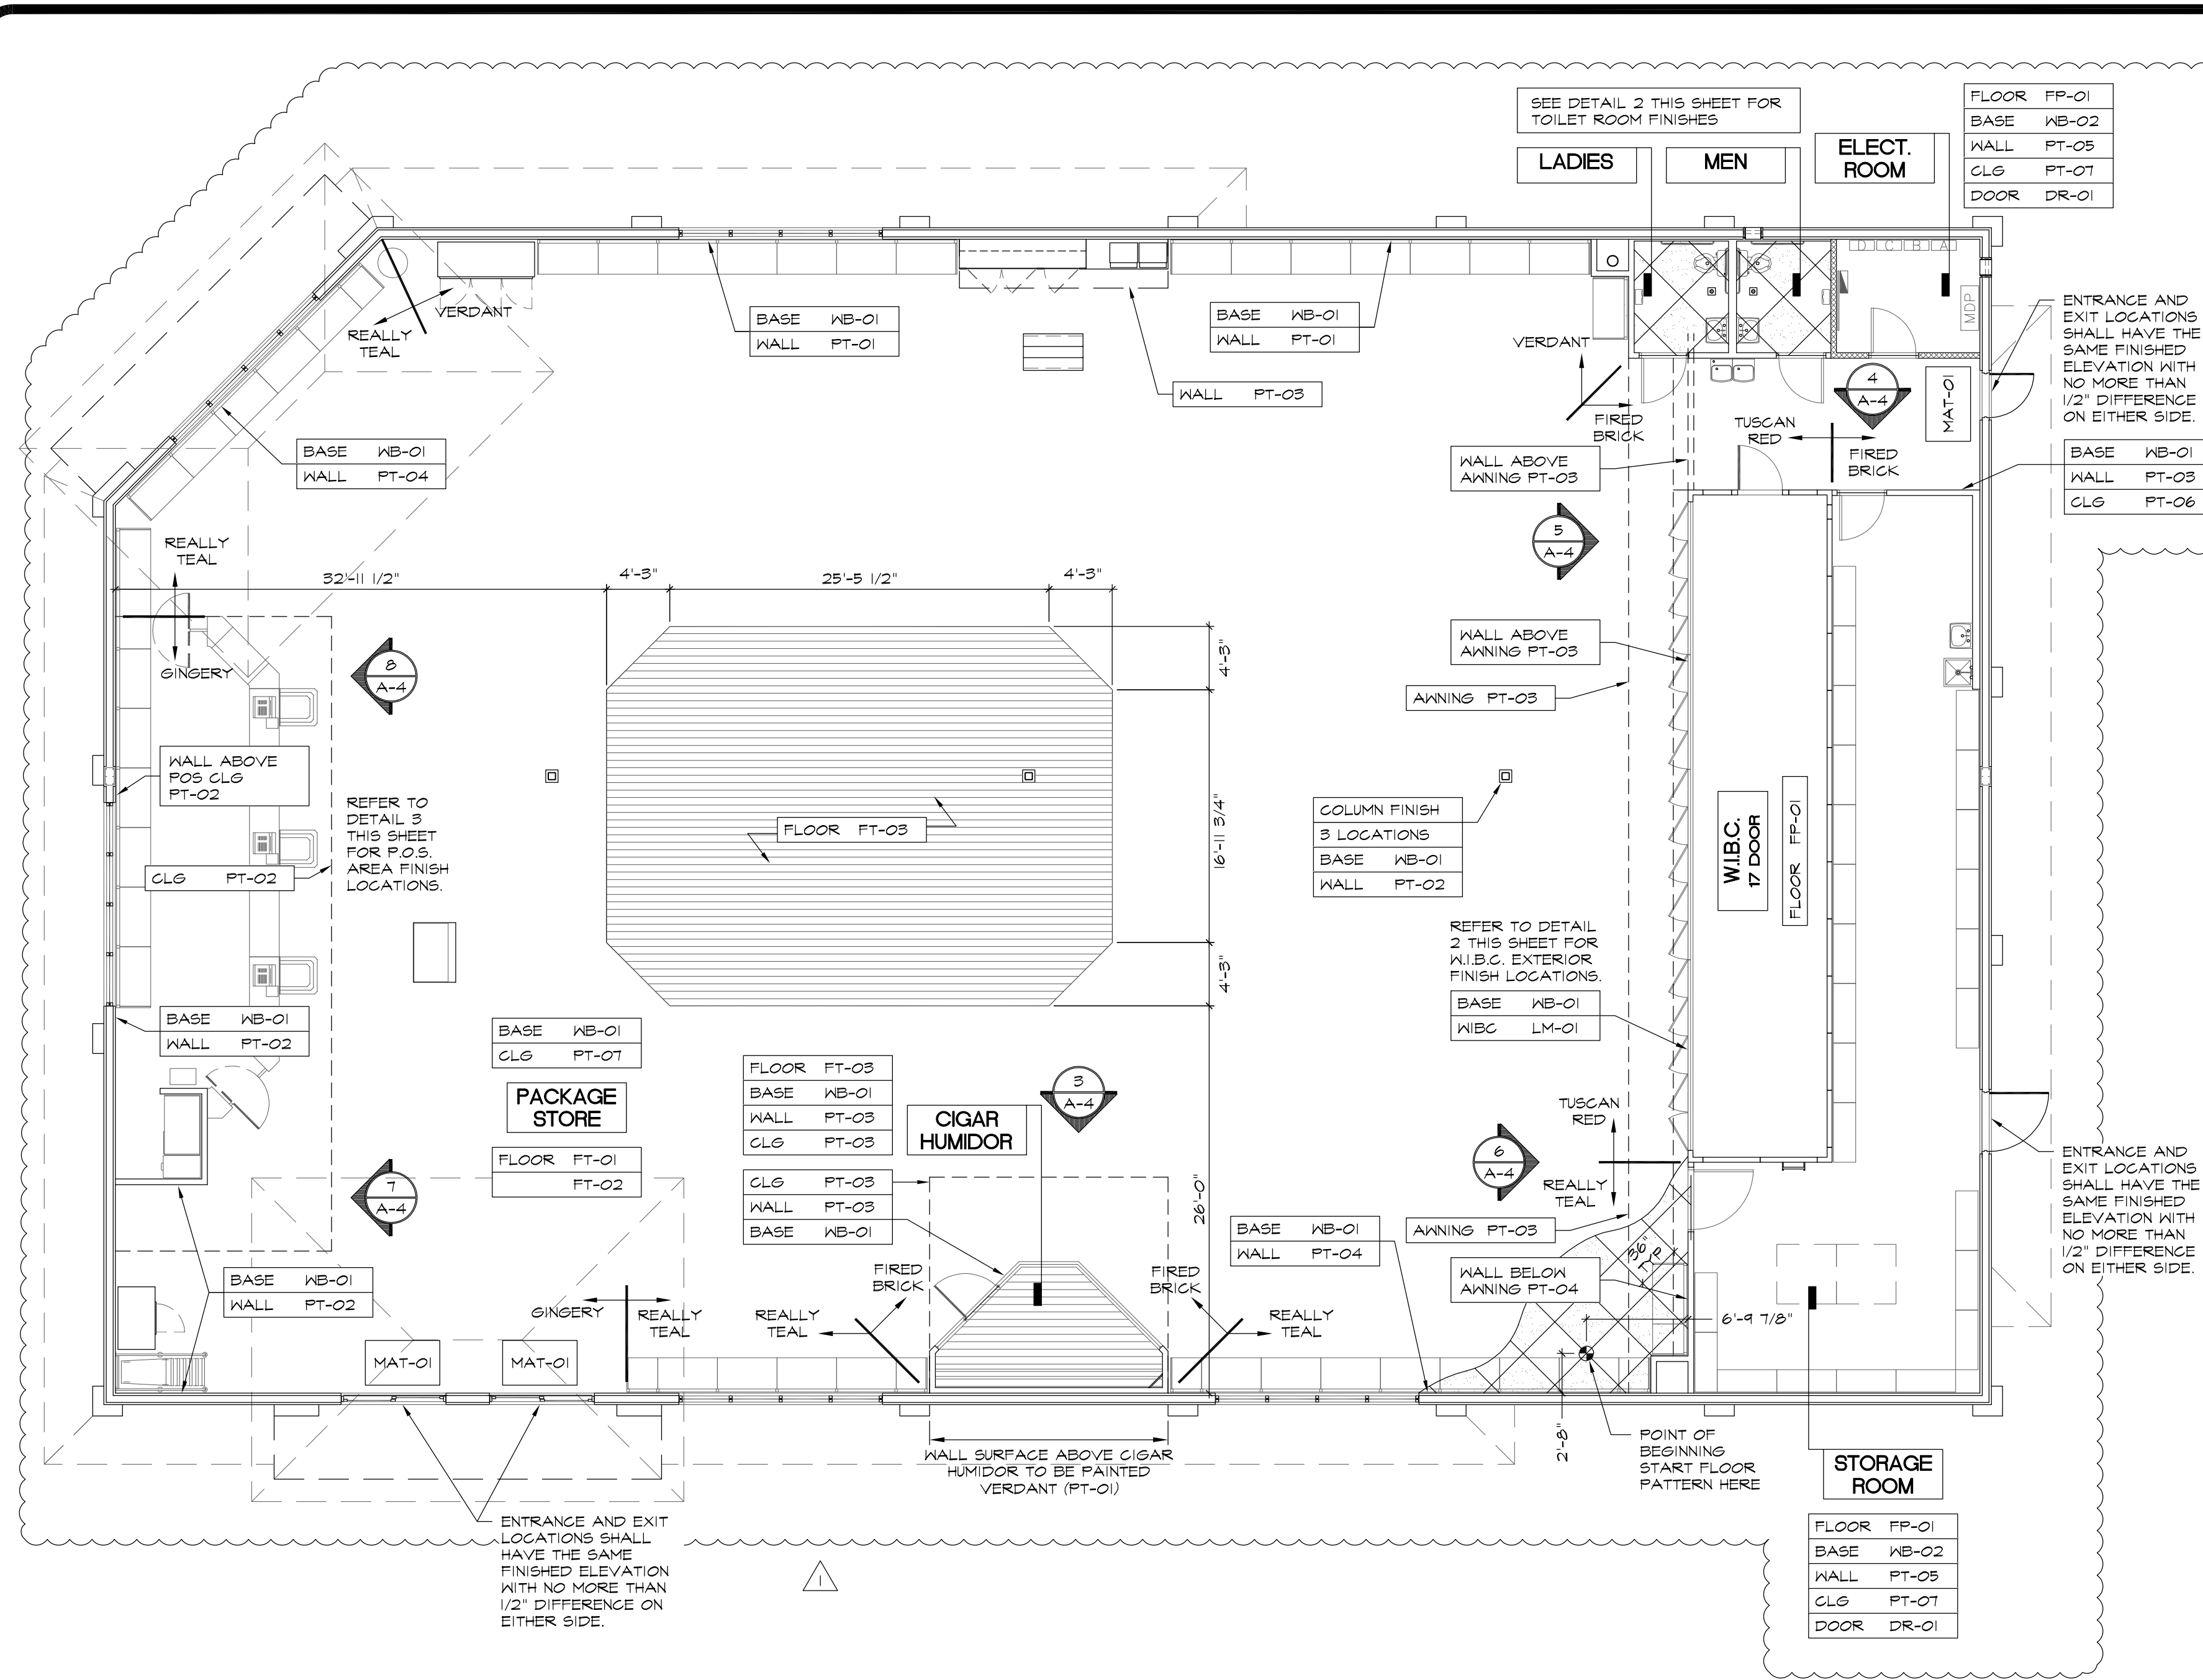 SEE DETAIL 2 THIS SHEET FOR
TOILET ROOM FINISHES
LADIES
MEN
ELECT.
ROOM
FLOOR FP-01
BASE WB-02
WALL PT-05
CLG PT-07
DOOR DR-01
D C B A
MDP
VERDANT
REALLY
TEAL
BASE WB-01
WALL PT-01
BASE WB-01
WALL PT-01
WALL PT-03
VERDANT
FIRED
BRICK
TUSCAN
RED
FIRED
BRICK
4
A-4
MAT-01
ENTRANCE AND
EXIT LOCATIONS
SHALL HAVE THE
SAME FINISHED
ELEVATION WITH
NO MORE THAN
1/2" DIFFERENCE
ON EITHER SIDE.
BASE WB-01
WALL PT-03
CLG PT-06
BASE WB-01
WALL PT-04
WALL ABOVE
AWNING PT-03
5
A-4
REALLY
TEAL
GINGERY
32'-11 1/2"
4'-3"
25'-5 1/2"
4'-3"
4'-3"
16'-11 3/4"
4'-3"
26'-0"
8
A-4
WALL ABOVE
AWNING PT-03
AWNING PT-03
WALL ABOVE
POS CLG
PT-02
REFER TO
DETAIL 3
THIS SHEET
FOR P.O.S.
AREA FINISH
LOCATIONS.
CLG PT-02
FLOOR FT-03
COLUMN FINISH
3 LOCATIONS
BASE WB-01
WALL PT-02
W.I.B.C.
17 DOOR
FLOOR FP-01
REFER TO DETAIL
2 THIS SHEET FOR
W.I.B.C. EXTERIOR
FINISH LOCATIONS.
BASE WB-01
WIBC LM-01
BASE WB-01
WALL PT-02
BASE WB-01
CLG PT-07
PACKAGE
STORE
FLOOR FT-01
FT-02
FLOOR FT-03
BASE WB-01
WALL PT-03
CLG PT-03
CIGAR
HUMIDOR
3
A-4
CLG PT-03
WALL PT-03
BASE WB-01
7
A-4
TUSCAN
RED
6
A-4
REALLY
TEAL
AWNING PT-03
BASE WB-01
WALL PT-04
36"
TYP
WALL BELOW
AWNING PT-04
6'-9 7/8"
ENTRANCE AND
EXIT LOCATIONS
SHALL HAVE THE
SAME FINISHED
ELEVATION WITH
NO MORE THAN
1/2" DIFFERENCE
ON EITHER SIDE.
BASE WB-01
WALL PT-02
GINGERY
REALLY
TEAL
REALLY
TEAL
FIRED
BRICK
FIRED
BRICK
REALLY
TEAL
MAT-01
MAT-01
2'-8"
WALL SURFACE ABOVE CIGAR
HUMIDOR TO BE PAINTED
VERDANT (PT-01)
POINT OF
BEGINNING
START FLOOR
PATTERN HERE
STORAGE
ROOM
FLOOR FP-01
BASE WB-02
WALL PT-05
CLG PT-07
DOOR DR-01
ENTRANCE AND EXIT
LOCATIONS SHALL
HAVE THE SAME
FINISHED ELEVATION
WITH NO MORE THAN
1/2" DIFFERENCE ON
EITHER SIDE.
1